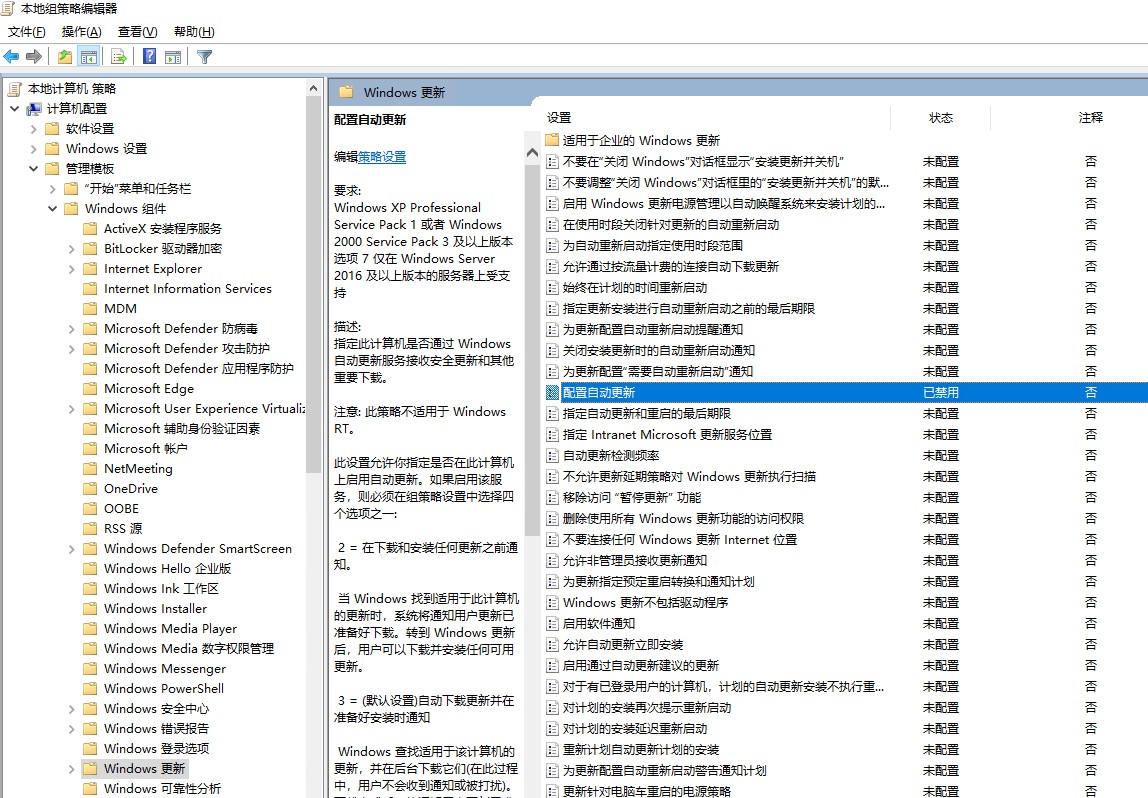 本地组策略编辑器
文件(F) 操作(A) 查看(V) 帮助(H)
本地计算机 策略
计算机配置
软件设置
Windows 设置
管理模板
“开始”菜单和任务栏
Windows 组件
ActiveX 安装程序服务
BitLocker 驱动器加密
Internet Explorer
Internet Information Services
MDM
Microsoft Defender 防病毒
Microsoft Defender 攻击防护
Microsoft Defender 应用程序防护
Microsoft Edge
Microsoft User Experience Virtualiz
Microsoft 辅助身份验证因素
Microsoft 帐户
NetMeeting
OneDrive
OOBE
RSS 源
Windows Defender SmartScreen
Windows Hello 企业版
Windows Ink 工作区
Windows Installer
Windows Media Player
Windows Media 数字权限管理
Windows Messenger
Windows PowerShell
Windows 安全中心
Windows 错误报告
Windows 登录选项
Windows 更新
Windows 可靠性分析
Windows 更新
配置自动更新
编辑策略设置
要求:
Windows XP Professional
Service Pack 1 或者 Windows
2000 Service Pack 3 及以上版本
选项 7 仅在 Windows Server
2016 及以上版本的服务器上受支
持
描述:
指定此计算机是否通过 Windows
自动更新服务接收安全更新和其他
重要下载。
注意: 此策略不适用于 Windows
RT。
此设置允许你指定是否在此计算机
上启用自动更新。如果启用该服
务，则必须在组策略设置中选择四
个选项之一:
2 = 在下载和安装任何更新之前通
知。
当 Windows 找到适用于此计算机
的更新时，系统将通知用户更新已
准备好下载。转到 Windows 更新
后，用户可以下载并安装任何可用
更新。
3 = (默认设置)自动下载更新并在
准备好安装时通知
Windows 查找适用于该计算机的
更新，并在后台下载它们(在此过程
中，用户不会收到通知或被打扰)。
设置 状态 注释
适用于企业的 Windows 更新
不要在“关闭 Windows”对话框显示“安装更新并关机” 未配置 否
不要调整“关闭 Windows”对话框里的“安装更新并关机”的默... 未配置 否
启用 Windows 更新电源管理以自动唤醒系统来安装计划的... 未配置 否
在使用时段关闭针对更新的自动重新启动 未配置 否
为自动重新启动指定使用时段范围 未配置 否
允许通过按流量计费的连接自动下载更新 未配置 否
始终在计划的时间重新启动 未配置 否
指定更新安装进行自动重新启动之前的最后期限 未配置 否
为更新配置自动重新启动提醒通知 未配置 否
关闭安装更新时的自动重新启动通知 未配置 否
为更新配置“需要自动重新启动”通知 未配置 否
配置自动更新 已禁用 否
指定自动更新和重启的最后期限 未配置 否
指定 Intranet Microsoft 更新服务位置 未配置 否
自动更新检测频率 未配置 否
不允许更新延期策略对 Windows 更新执行扫描 未配置 否
移除访问 “暂停更新” 功能 未配置 否
删除使用所有 Windows 更新功能的访问权限 未配置 否
不要连接任何 Windows 更新 Internet 位置 未配置 否
允许非管理员接收更新通知 未配置 否
为更新指定预定重启转换和通知计划 未配置 否
Windows 更新不包括驱动程序 未配置 否
启用软件通知 未配置 否
允许自动更新立即安装 未配置 否
启用通过自动更新建议的更新 未配置 否
对于有已登录用户的计算机，计划的自动更新安装不执行重... 未配置 否
对计划的安装再次提示重新启动 未配置 否
对计划的安装延迟重新启动 未配置 否
重新计划自动更新计划的安装 未配置 否
为更新配置自动重新启动警告通知计划 未配置 否
更新针对电脑车重启的电源策略 未配置 否